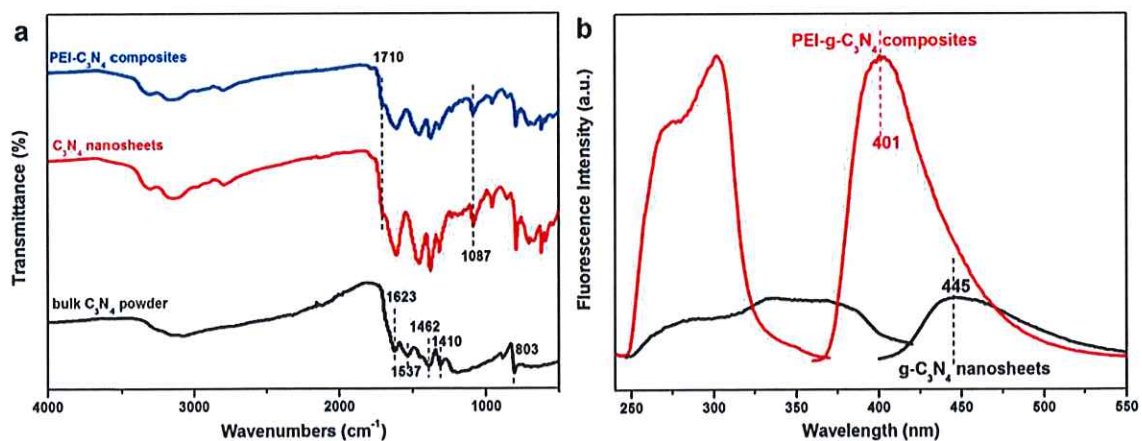 a
PEI-C₃N₄ composites
1710
C₃N₄ nanosheets
1087
bulk C₃N₄ powder
1623
1462
1410
1537
803
Transmittance (%)
4000 3000 2000 1000
Wavenumbers (cm⁻¹)
b
PEI-g-C₃N₄ composites
401
445
g-C₃N₄ nanosheets
Fluorescence Intensity (a.u.)
250 300 350 400 450 500 550 650
Wavelength (nm)